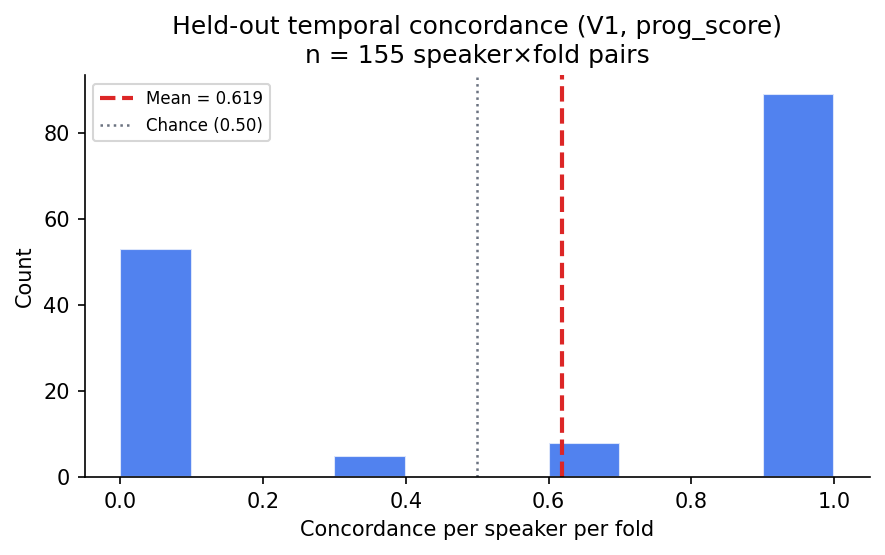 Held-out temporal concordance (V1, prog_score)
n = 155 speaker×fold pairs
Mean = 0.619
Chance (0.50)
Count
80
60
40
20
0
0.0 0.2 0.4 0.6 0.8 1.0
Concordance per speaker per fold